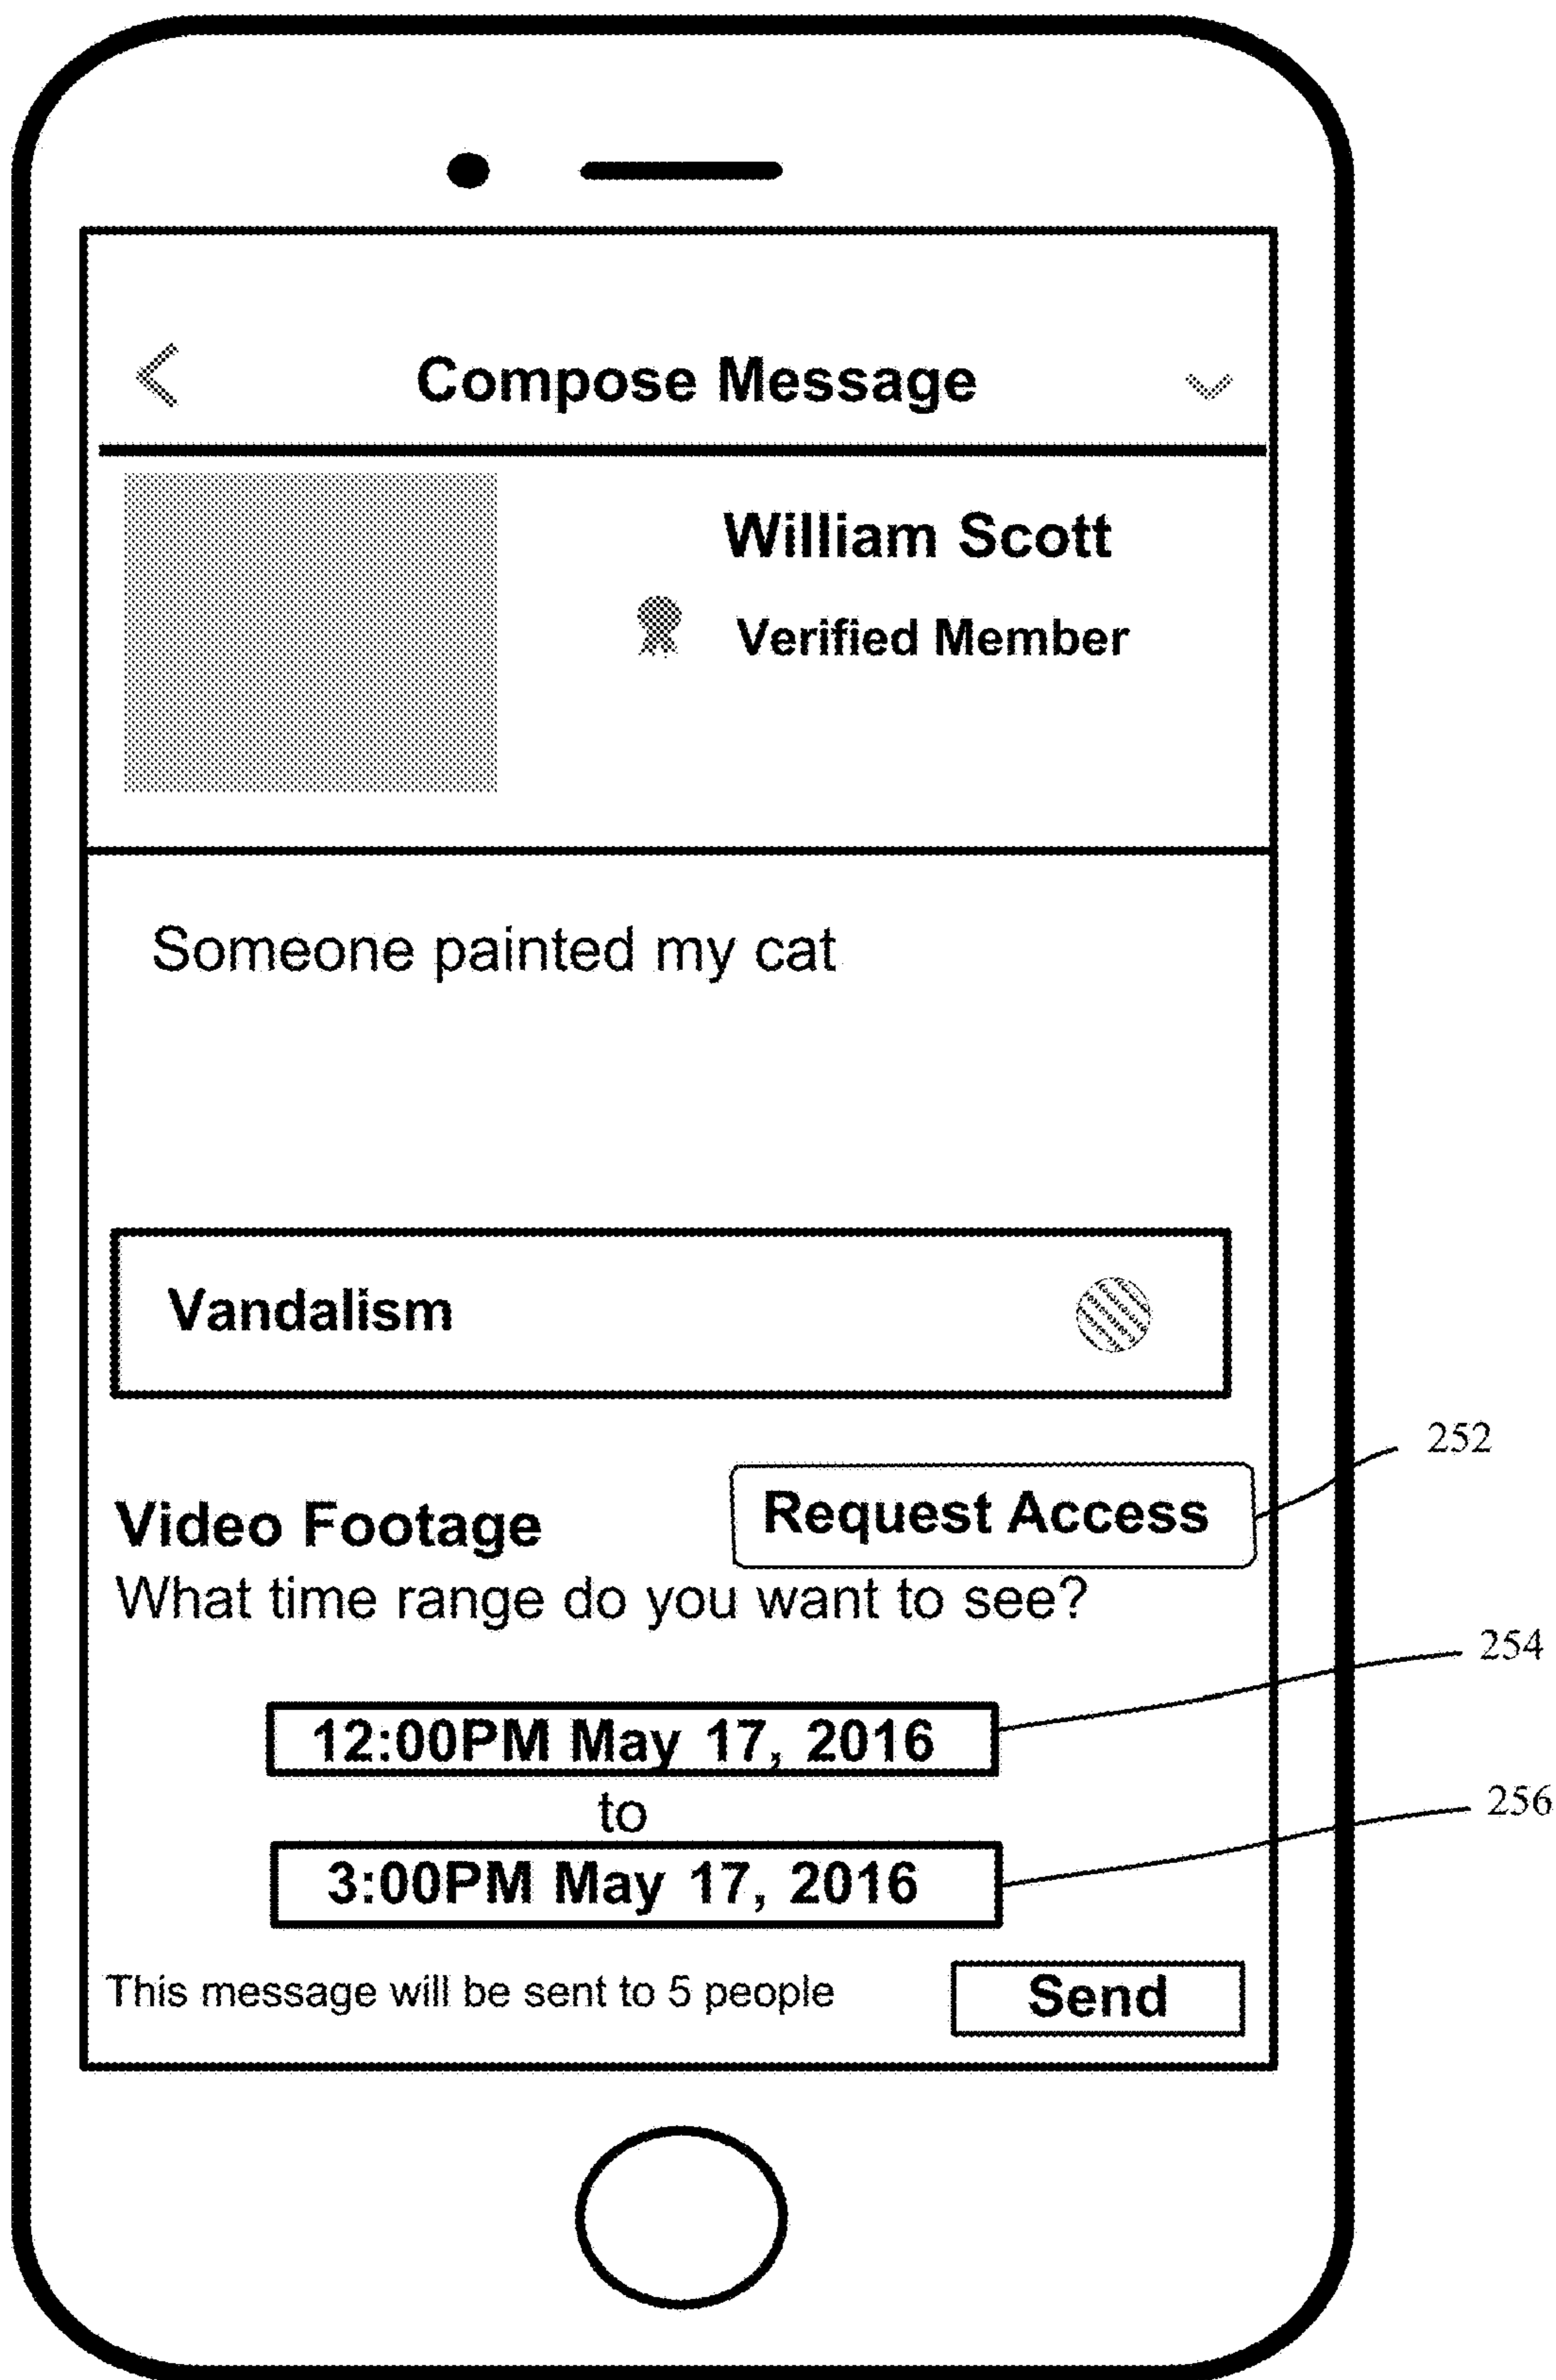 Compose Message
William Scott
Verified Member
Someone painted my cat
Vandalism
252
Video Footage Request Access
What time range do you want to see?
254
12:00PM May 17, 2016
to
256
3:00PM May 17, 2016
This message will be sent to 5 people Send